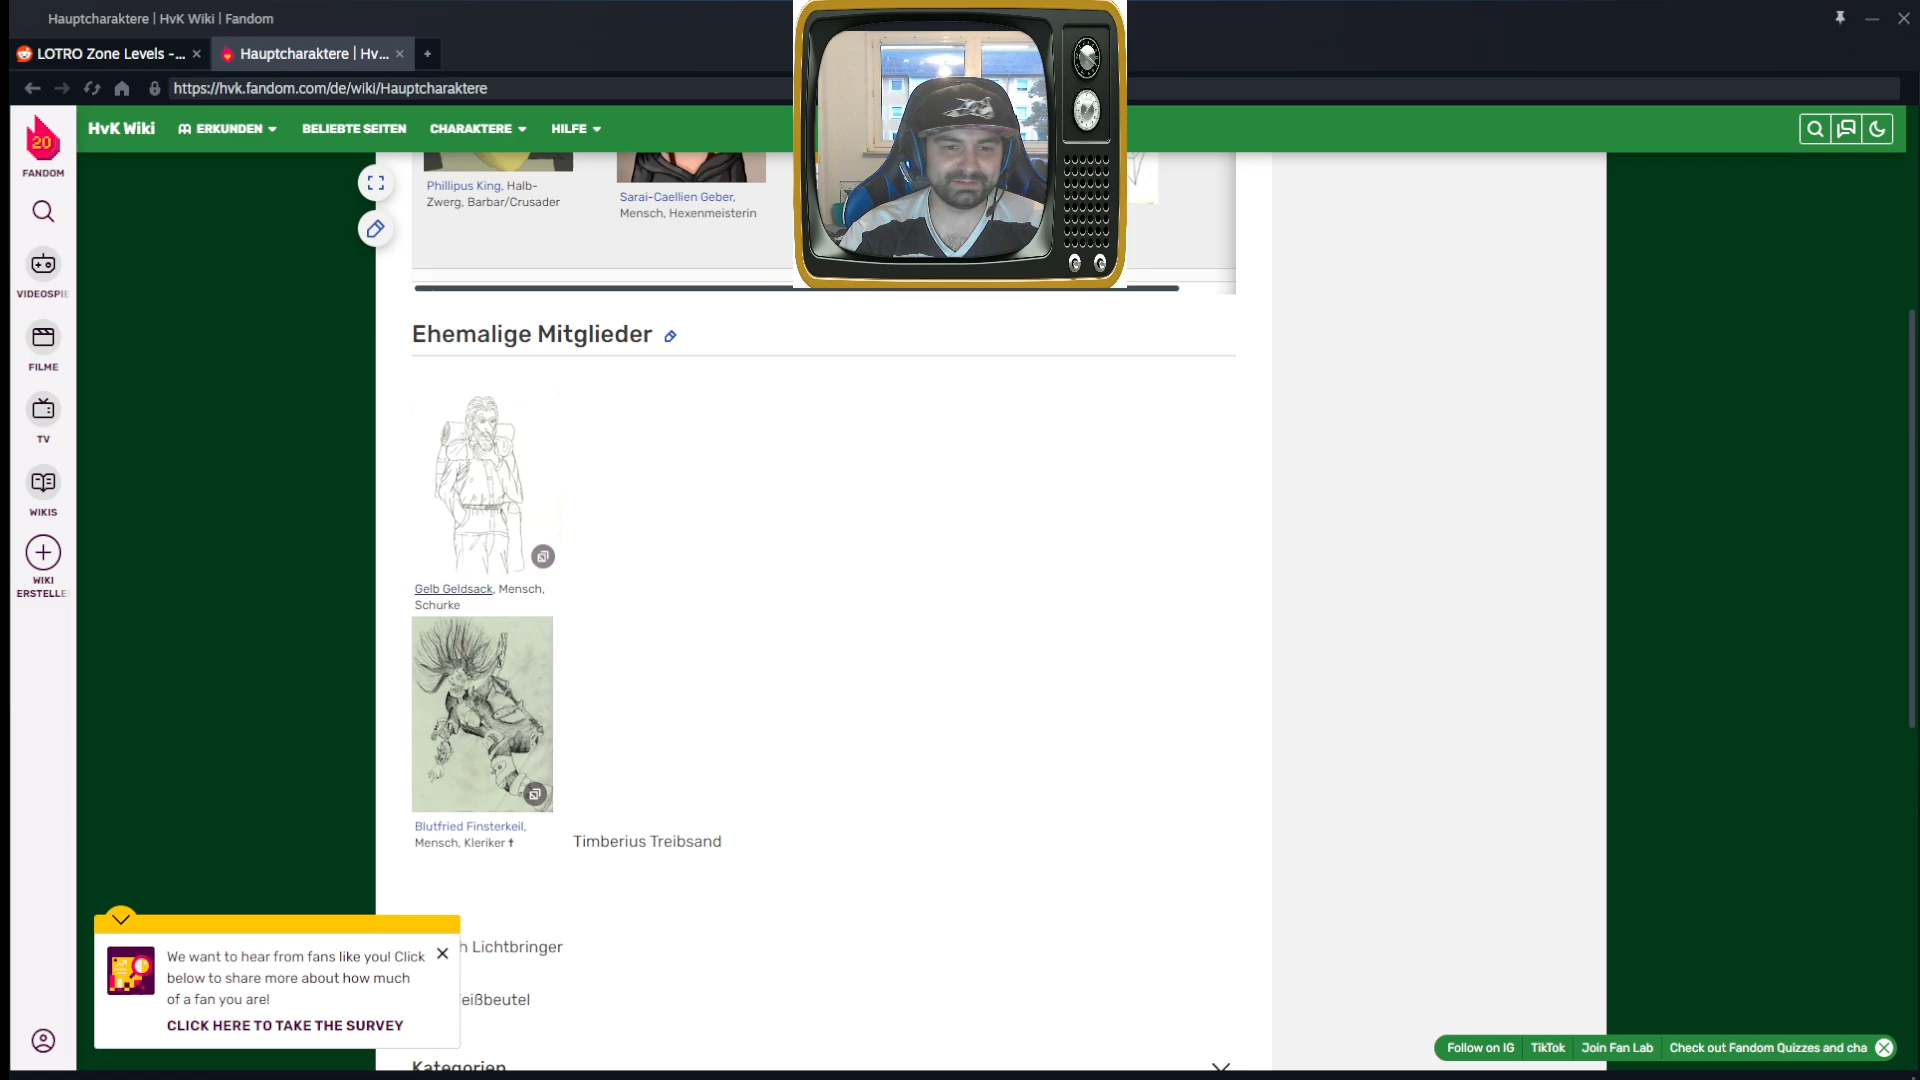 Hauptcharaktere | HvK Wiki | Fandom
LOTRO Zone Levels -...
Hauptcharaktere | Hv...
https://hvk.fandom.com/de/wiki/Hauptcharaktere
20
FANDOM
HvK Wiki
ERKUNDEN
BELIEBTE SEITEN
CHARAKTERE
HILFE
VIDEOSPIE
FILME
TV
WIKIS
WIKI
ERSTELLE
Phillipus King, Halb-
Zwerg, Barbar/Crusader
Sarai-Caellien Geber,
Mensch, Hexenmeisterin
Ehemalige Mitglieder
Gelb Geldsack, Mensch,
Schurke
Blutfried Finsterkeil,
Mensch, Kleriker ✝
Timberius Treibsand
h Lichtbringer
eißbeutel
Kategorien
We want to hear from fans like you! Click
below to share more about how much
of a fan you are!
CLICK HERE TO TAKE THE SURVEY
Follow on IG
TikTok
Join Fan Lab
Check out Fandom Quizzes and cha